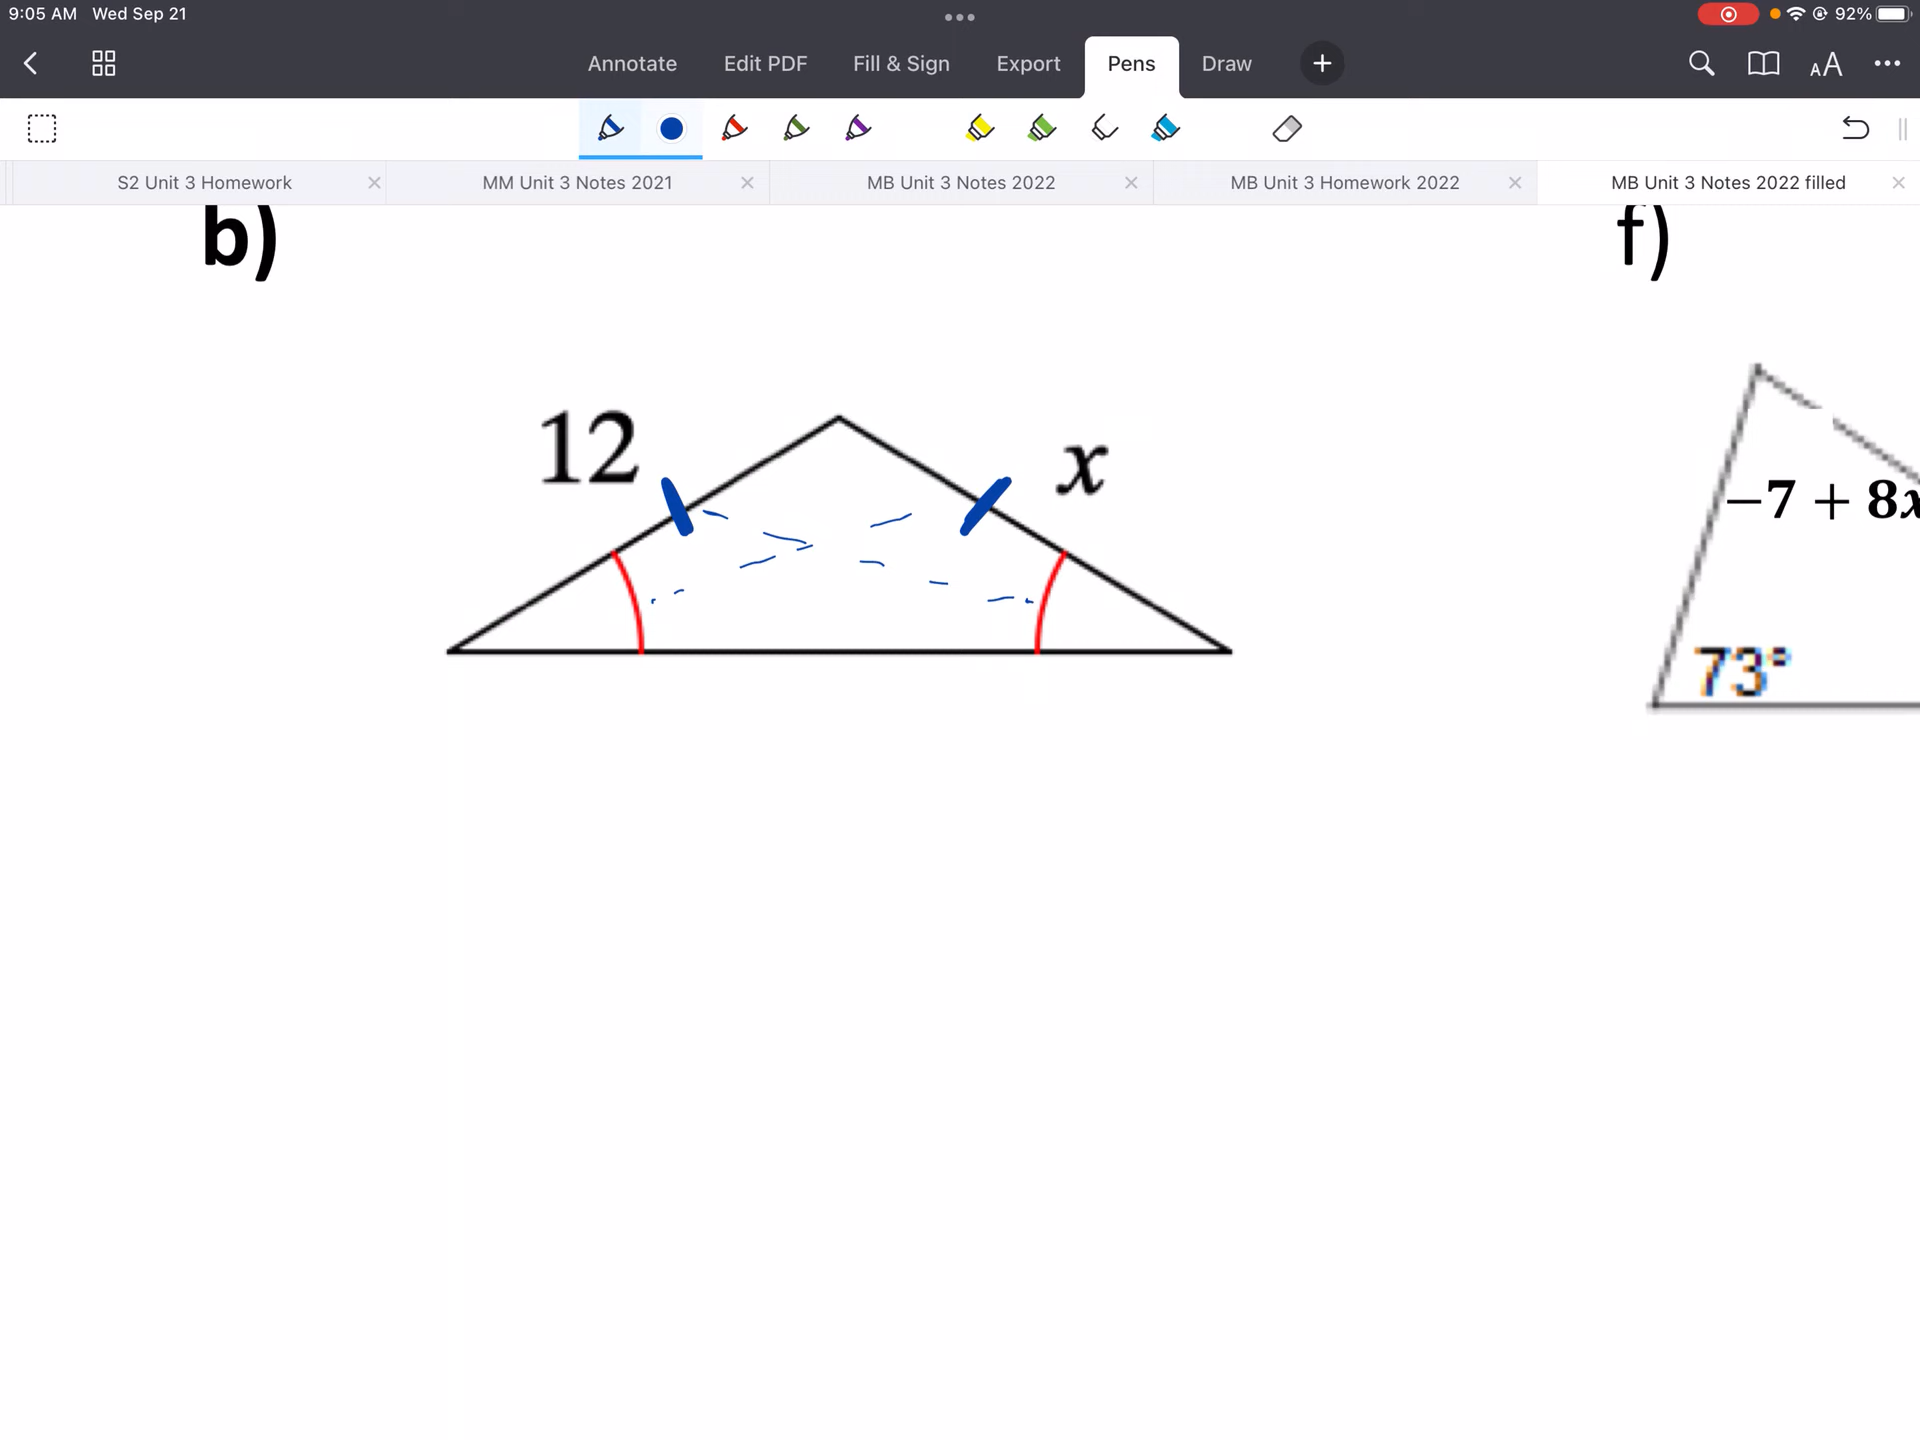 9:05 AM Wed Sep 21
92%
Annotate Edit PDF Fill & Sign Export Pens Draw
AA
S2 Unit 3 Homework MM Unit 3 Notes 2021 MB Unit 3 Notes 2022 MB Unit 3 Homework 2022 MB Unit 3 Notes 2022 filled
b) f)
12 x
−7 + 8x
73°